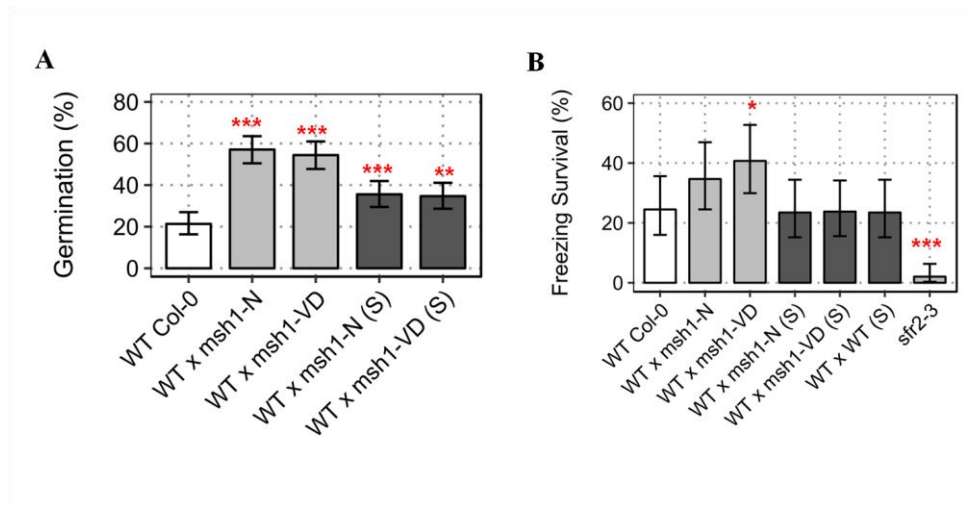 A
Germination (%)
80
60
40
20
0
***
***
***
**
WT Col-0
WT x msh1-N
WT x msh1-VD
WT x msh1-N (S)
WT x msh1-VD (S)
B
Freezing Survival (%)
60
40
20
0
*
***
WT Col-0
WT x msh1-N
WT x msh1-VD
WT x msh1-N (S)
WT x msh1-VD (S)
WT x WT (S)
sfr2-3